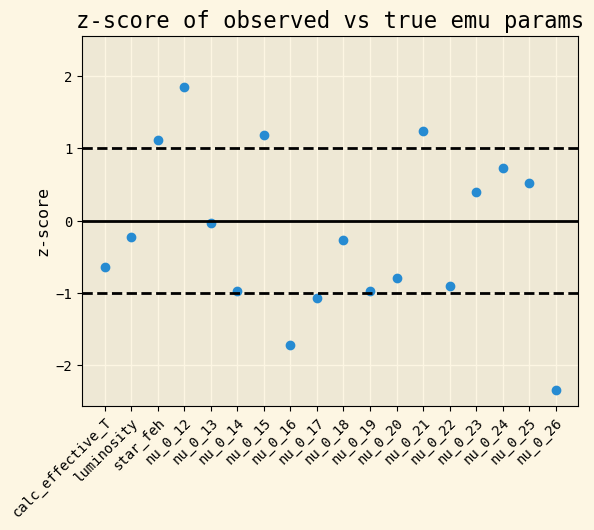 z-score of observed vs true emu params
z-score
2
1
0
−1
−2
calc_effective_T
luminosity
star_feh
nu_0_12
nu_0_13
nu_0_14
nu_0_15
nu_0_16
nu_0_17
nu_0_18
nu_0_19
nu_0_20
nu_0_21
nu_0_22
nu_0_23
nu_0_24
nu_0_25
nu_0_26